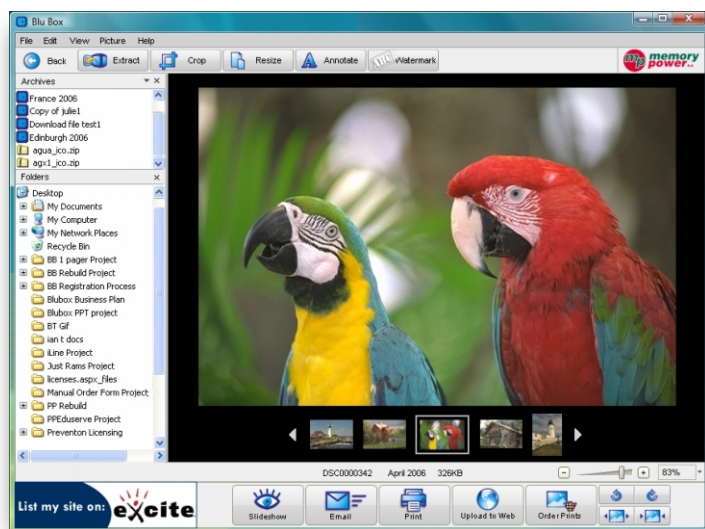 Blu Box
File Edit View Picture Help
Back Extract Crop Resize Annotate ABC Watermark
mp memory power..
Archives
France 2006
Copy of julie1
Download file test1
Edinburgh 2006
agua_ico.zip
agx1_ico.zip
Folders
Desktop
My Documents
My Computer
My Network Places
Recycle Bin
BB 1 pager Project
BB Rebuild Project
BB Registration Process
Blubox Business Plan
Blubox PPT project
BT Gif
ian t docs
iLine Project
Just Rams Project
licenses.aspx_files
Manual Order Form Project
PP Rebuild
PPEduserve Project
Preventon Licensing
DSC0000342 April 2006 326KB
83%
List my site on: excite
Slideshow Email Print Upload to Web Order Prints